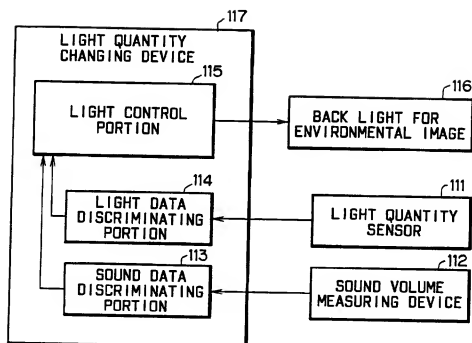 117
LIGHT QUANTITY
CHANGING DEVICE
115
LIGHT CONTROL
PORTION
116
BACK LIGHT FOR
ENVIRONMENTAL IMAGE
114
LIGHT DATA
DISCRIMINATING
PORTION
111
LIGHT QUANTITY
SENSOR
113
SOUND DATA
DISCRIMINATING
PORTION
112
SOUND VOLUME
MEASURING DEVICE